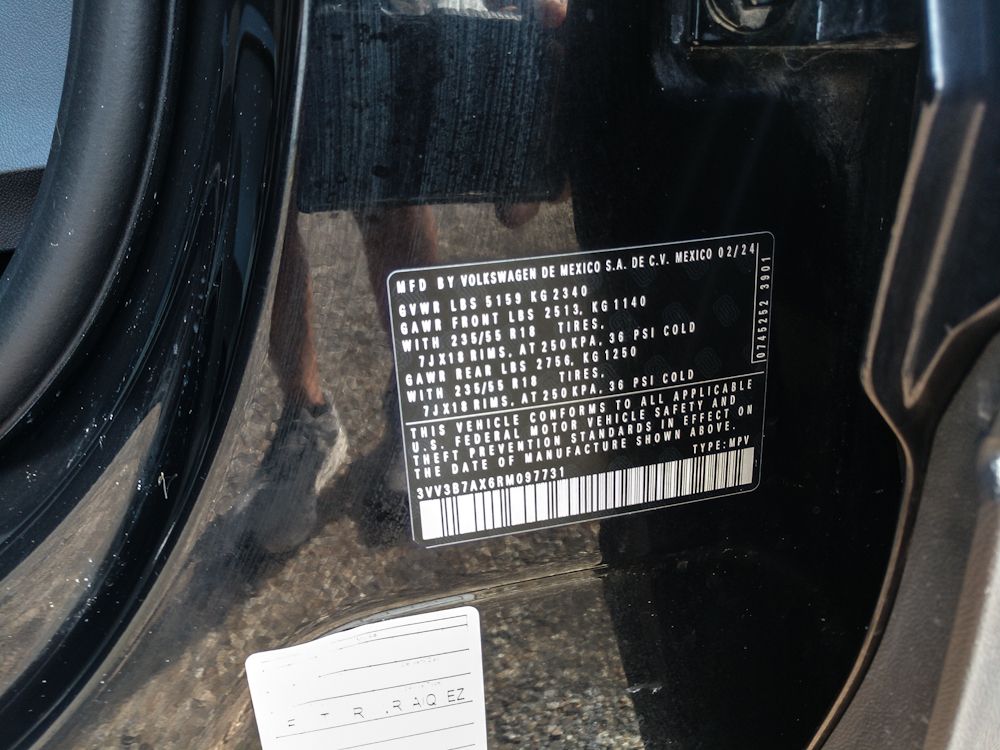 MFD BY VOLKSWAGEN DE MEXICO S.A. DE C.V. MEXICO 02/24
GVWR LBS 5159 KG 2340
GAWR FRONT LBS 2513, KG 1140
WITH 235/55 R18 TIRES,
7JX18 RIMS, AT 250 KPA, 36 PSI COLD
GAWR REAR LBS 2756, KG 1250
WITH 235/55 R18 TIRES,
7JX18 RIMS, AT 250 KPA, 36 PSI COLD
0745252 3901
THIS VEHICLE CONFORMS TO ALL APPLICABLE
U.S. FEDERAL MOTOR VEHICLE SAFETY AND
THEFT PREVENTION STANDARDS IN EFFECT ON
THE DATE OF MANUFACTURE SHOWN ABOVE.
TYPE: MPV
3VV3B7AX6RM097731